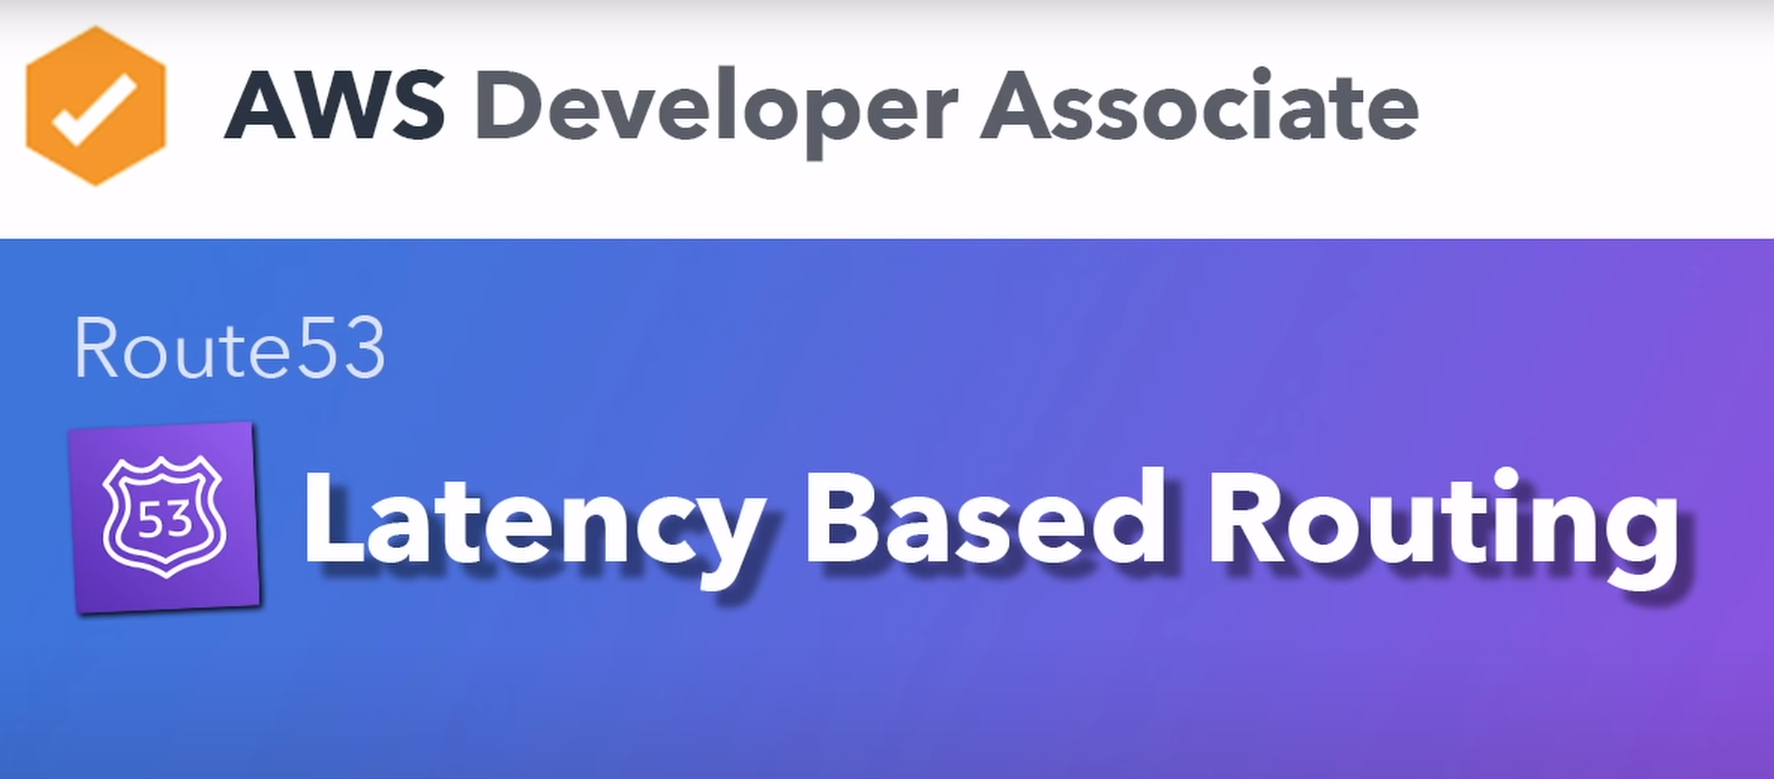 AWS Developer Associate
Route53
53
Latency Based Routing